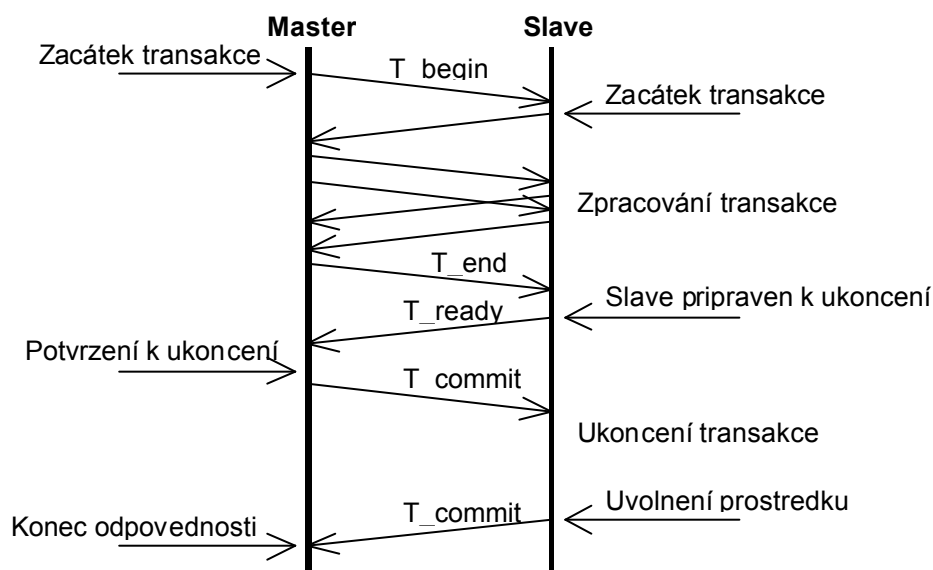 Master Slave
Zacátek transakce
T_begin
Zacátek transakce
Zpracování transakce
T_end
Slave pripraven k ukoncení
T_ready
Potvrzení k ukoncení
T_commit
Ukoncení transakce
Uvolnení prostredku
T_commit
Konec odpovednosti